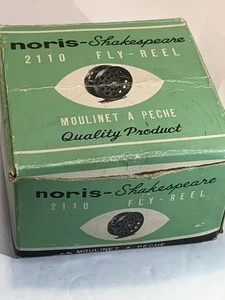 noris-Shakespeare
2110 FLY-REEL
MOULINET A PECHE
Quality Product
noris-Shakespeare
2110 FLY-REEL
MOULINET A PECHE